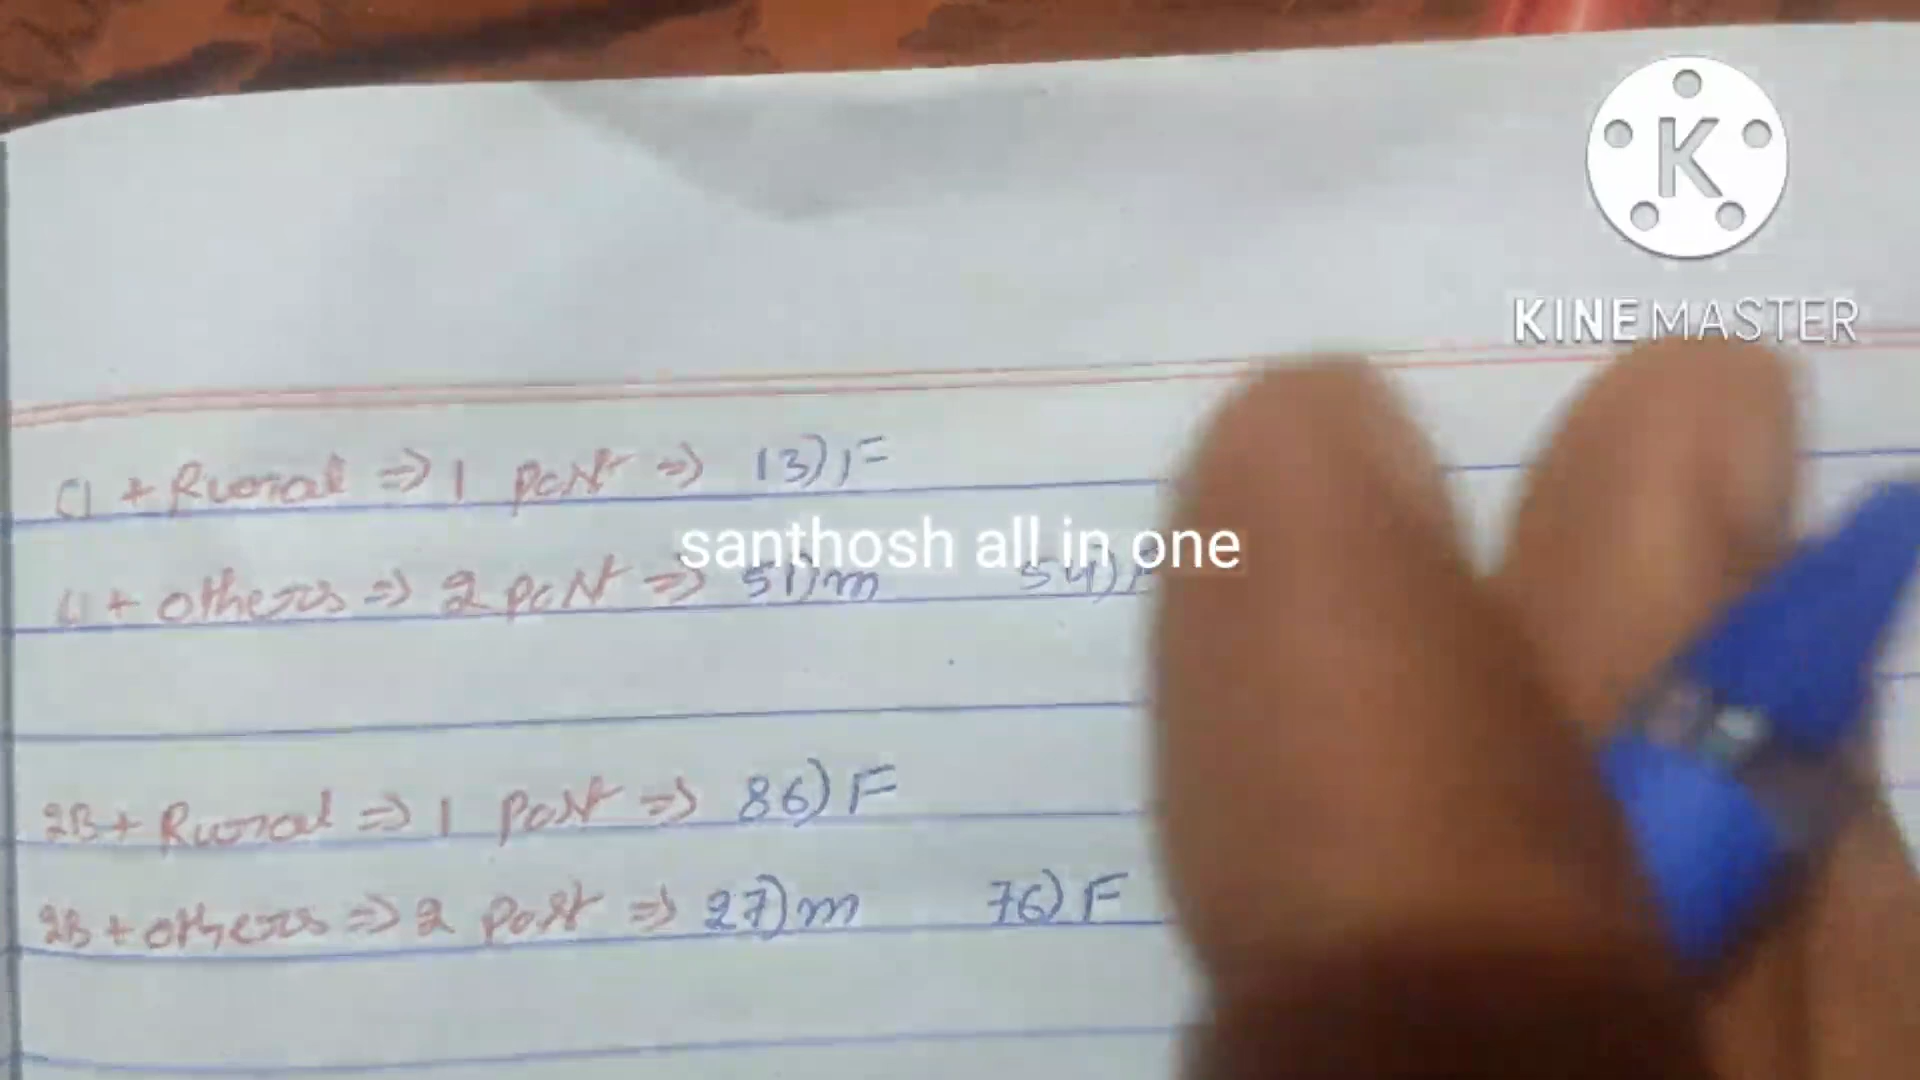 K
KINEMASTER
C1 + Rural => 1 post => 13) F
santhosh all in one
C1 + others => 2 post => 51) m 54) F
2B + Rural => 1 Post => 86) F
2B + others => 2 post => 27) m 76) F